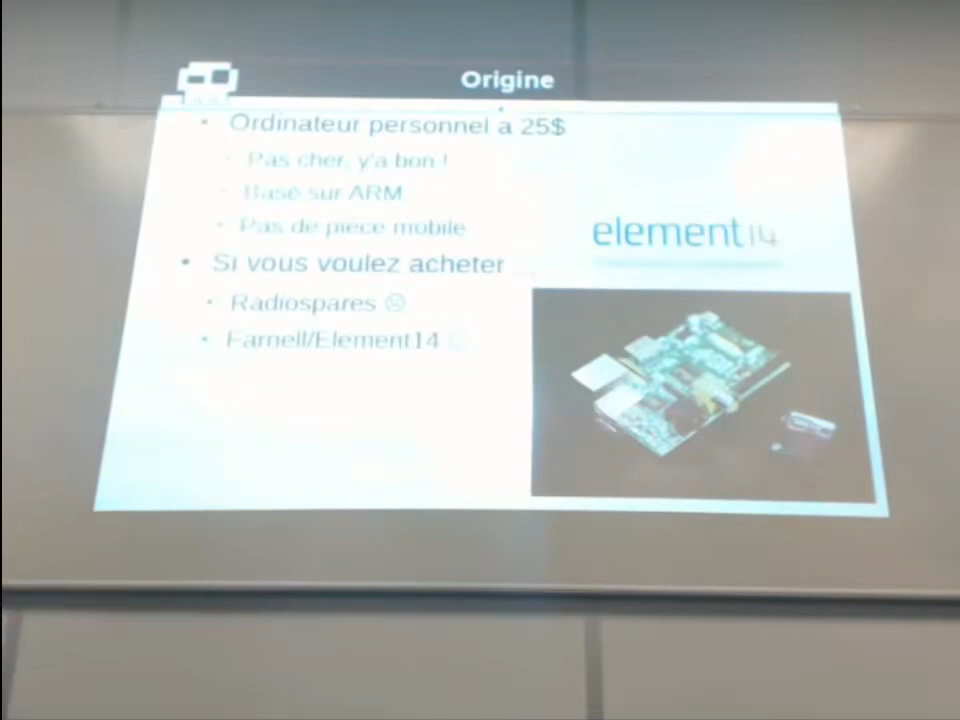 Origine
Ordinateur personnel à 25$
Pas cher, y'a bon !
Basé sur ARM
Pas de pièce mobile
Si vous voulez acheter ...
Radiospares ☹
Farnell/Element14
element14